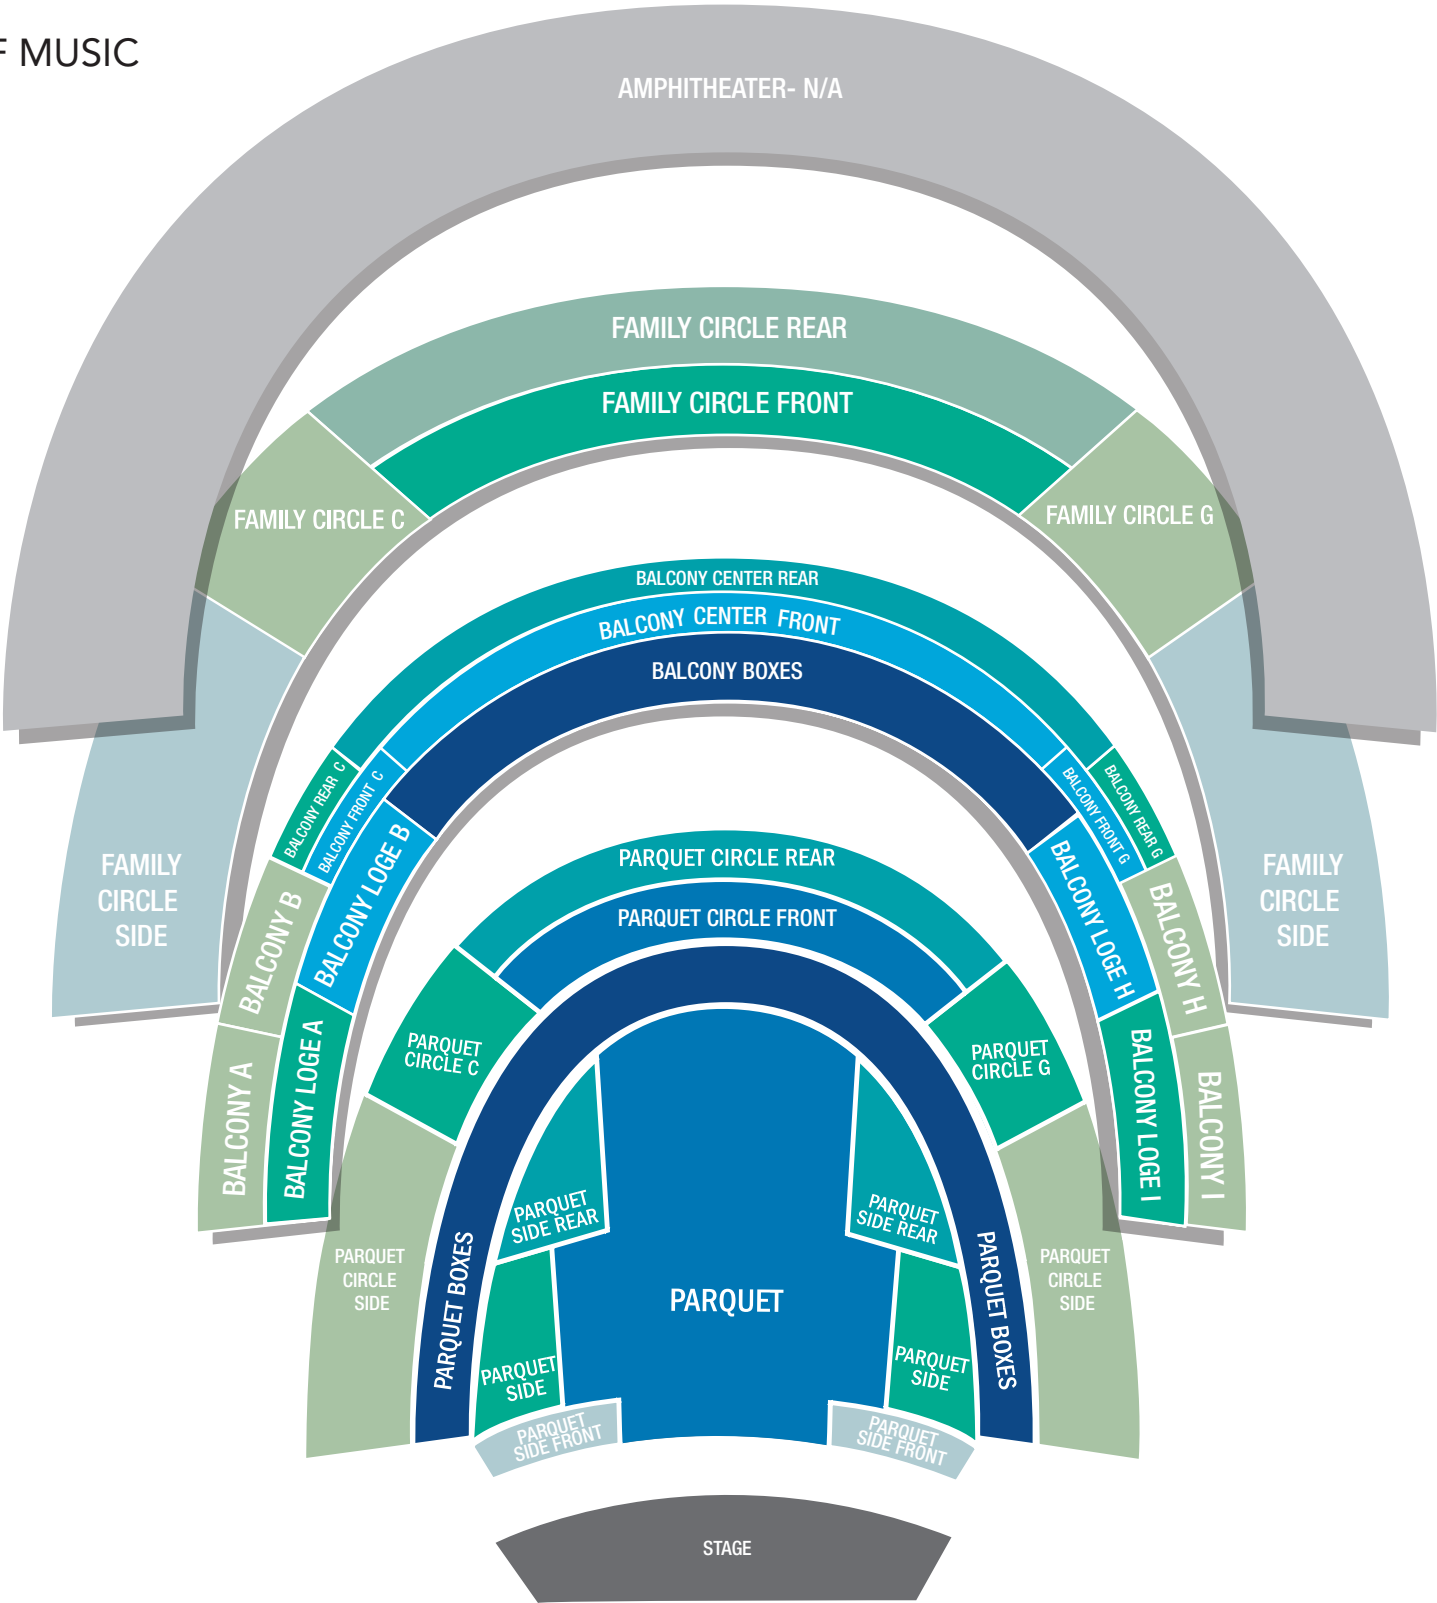 F MUSIC
AMPHITHEATER- N/A
FAMILY CIRCLE REAR
FAMILY CIRCLE FRONT
FAMILY CIRCLE C
FAMILY CIRCLE G
BALCONY CENTER REAR
BALCONY CENTER FRONT
BALCONY BOXES
BALCONY REAR C
BALCONY FRONT C
BALCONY LOGE B
BALCONY FRONT G
BALCONY REAR G
BALCONY LOGE H
FAMILY
CIRCLE
SIDE
FAMILY
CIRCLE
SIDE
BALCONY B
BALCONY H
PARQUET CIRCLE REAR
PARQUET CIRCLE FRONT
BALCONY A
BALCONY LOGE A
PARQUET
CIRCLE C
PARQUET
CIRCLE G
BALCONY LOGE I
BALCONY I
PARQUET
SIDE REAR
PARQUET
SIDE REAR
PARQUET
CIRCLE
SIDE
PARQUET BOXES
PARQUET
PARQUET BOXES
PARQUET
CIRCLE
SIDE
PARQUET
SIDE
PARQUET
SIDE
PARQUET
SIDE FRONT
PARQUET
SIDE FRONT
STAGE